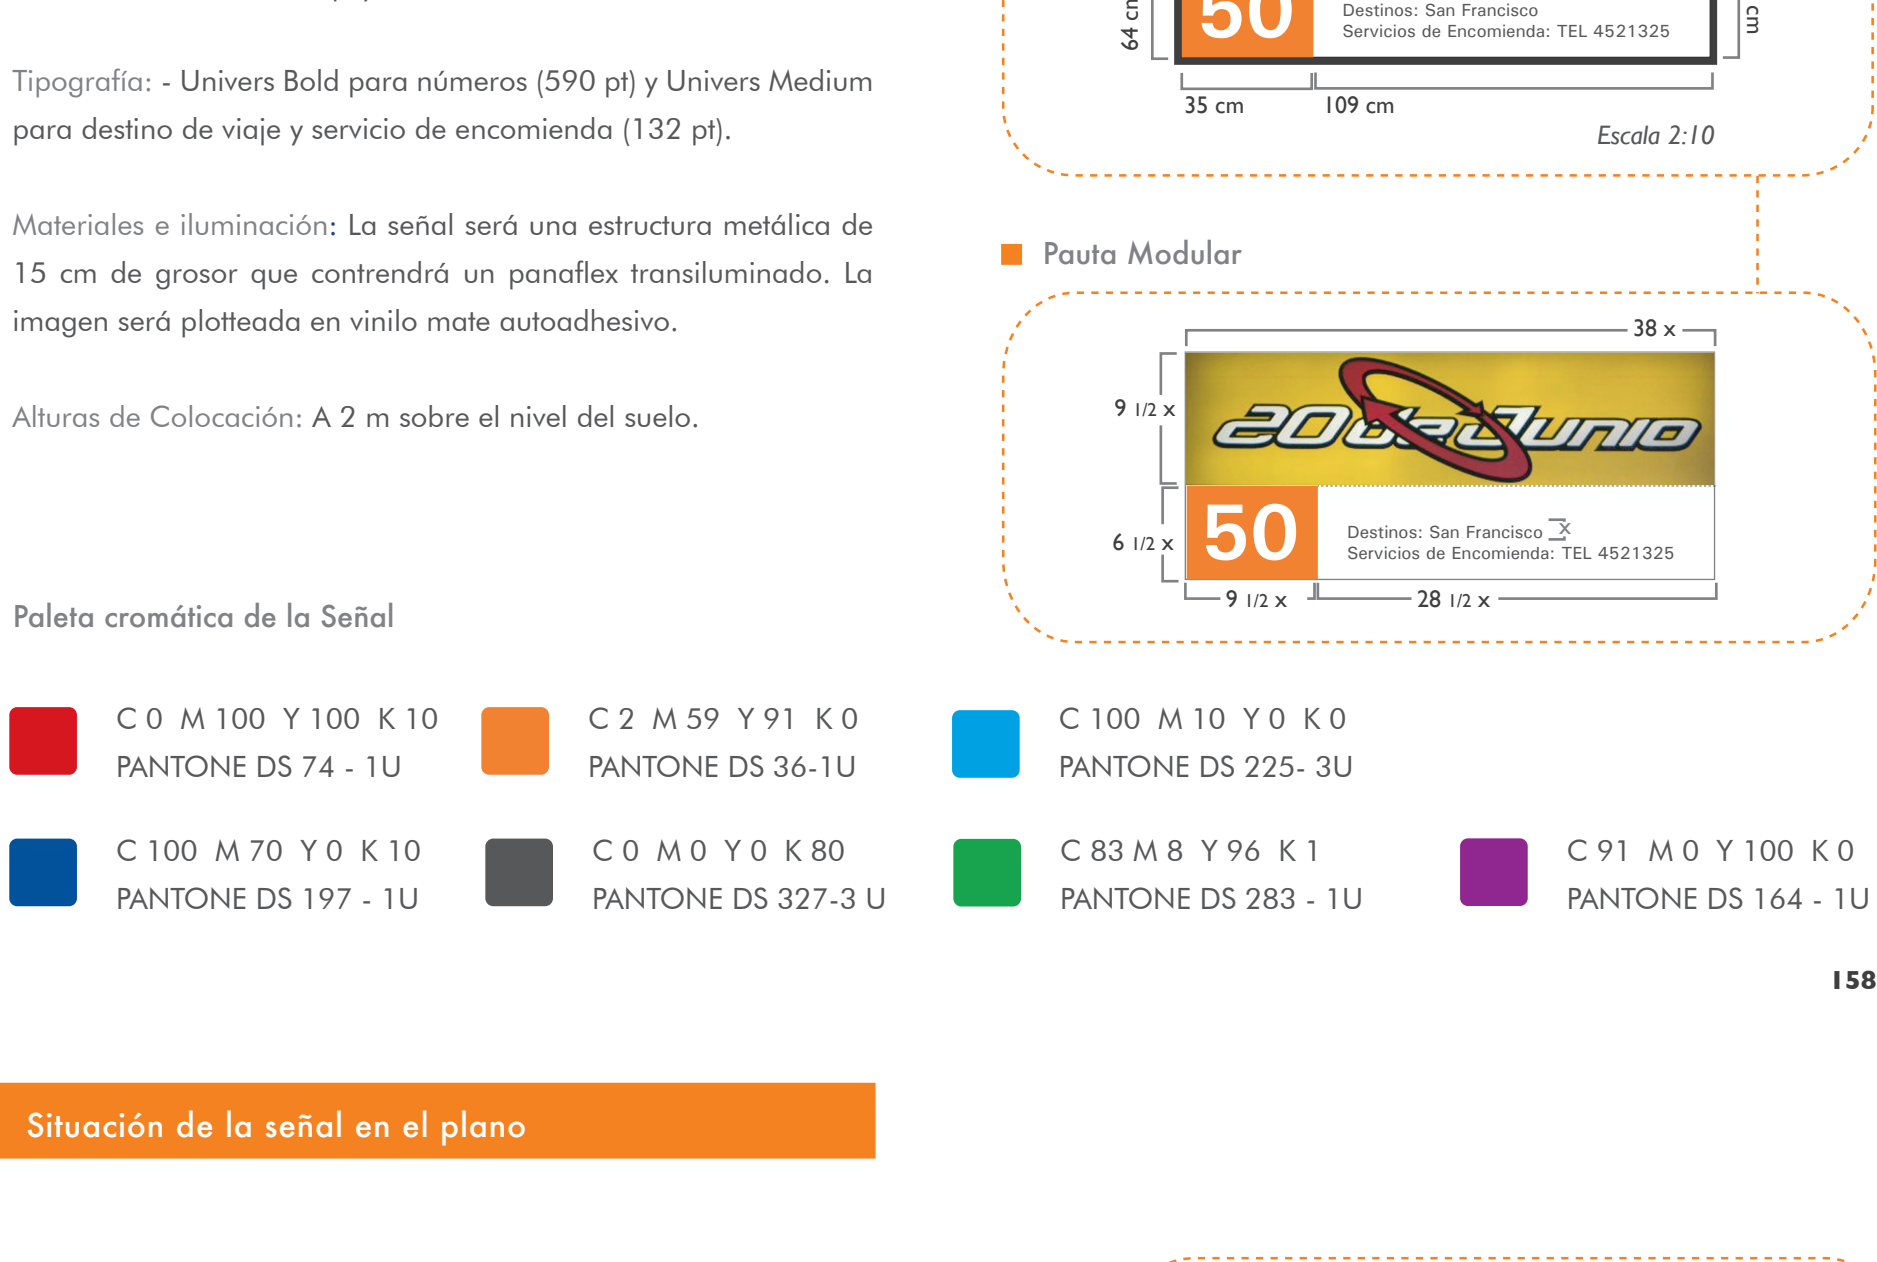 Tipografía: - Univers Bold para números (590 pt) y Univers Medium
para destino de viaje y servicio de encomienda (132 pt).
Materiales e iluminación: La señal será una estructura metálica de
15 cm de grosor que contrendrá un panaflex transiluminado. La
imagen será plotteada en vinilo mate autoadhesivo.
Alturas de Colocación: A 2 m sobre el nivel del suelo.
64 cm
50
Destinos: San Francisco
Servicios de Encomienda: TEL 4521325
cm
35 cm
109 cm
Escala 2:10
Pauta Modular
38 x
9 1/2 x
20 de Junio
6 1/2 x
50
Destinos: San Francisco x
Servicios de Encomienda: TEL 4521325
9 1/2 x
28 1/2 x
Paleta cromática de la Señal
C 0 M 100 Y 100 K 10
PANTONE DS 74 - 1U
C 2 M 59 Y 91 K 0
PANTONE DS 36-1U
C 100 M 10 Y 0 K 0
PANTONE DS 225- 3U
C 100 M 70 Y 0 K 10
PANTONE DS 197 - 1U
C 0 M 0 Y 0 K 80
PANTONE DS 327-3 U
C 83 M 8 Y 96 K 1
PANTONE DS 283 - 1U
C 91 M 0 Y 100 K 0
PANTONE DS 164 - 1U
158
Situación de la señal en el plano